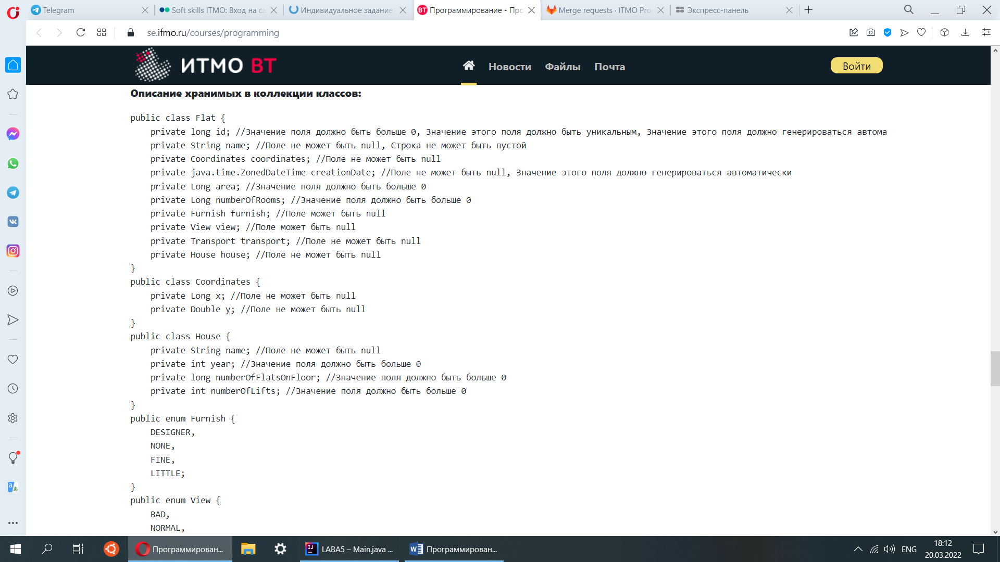 Telegram
Soft skills ITMO: Вход на са
Индивидуальное задание
BT Программирование - Про
Merge requests · ITMO Pro
Экспресс-панель
se.ifmo.ru/courses/programming
ИТМО ВТ
Новости
Файлы
Почта
Войти
Описание хранимых в коллекции классов:
public class Flat {
    private long id; //Значение поля должно быть больше 0, Значение этого поля должно быть уникальным, Значение этого поля должно генерироваться автома
    private String name; //Поле не может быть null, Строка не может быть пустой
    private Coordinates coordinates; //Поле не может быть null
    private java.time.ZonedDateTime creationDate; //Поле не может быть null, Значение этого поля должно генерироваться автоматически
    private Long area; //Значение поля должно быть больше 0
    private Long numberOfRooms; //Значение поля должно быть больше 0
    private Furnish furnish; //Поле может быть null
    private View view; //Поле может быть null
    private Transport transport; //Поле не может быть null
    private House house; //Поле не может быть null
}
public class Coordinates {
    private Long x; //Поле не может быть null
    private Double y; //Поле не может быть null
}
public class House {
    private String name; //Поле не может быть null
    private int year; //Значение поля должно быть больше 0
    private long numberOfFlatsOnFloor; //Значение поля должно быть больше 0
    private int numberOfLifts; //Значение поля должно быть больше 0
}
public enum Furnish {
    DESIGNER,
    NONE,
    FINE,
    LITTLE;
}
public enum View {
    BAD,
    NORMAL,
Программирован...
LABA5 – Main.java ...
Программирован...
ENG
18:12
20.03.2022